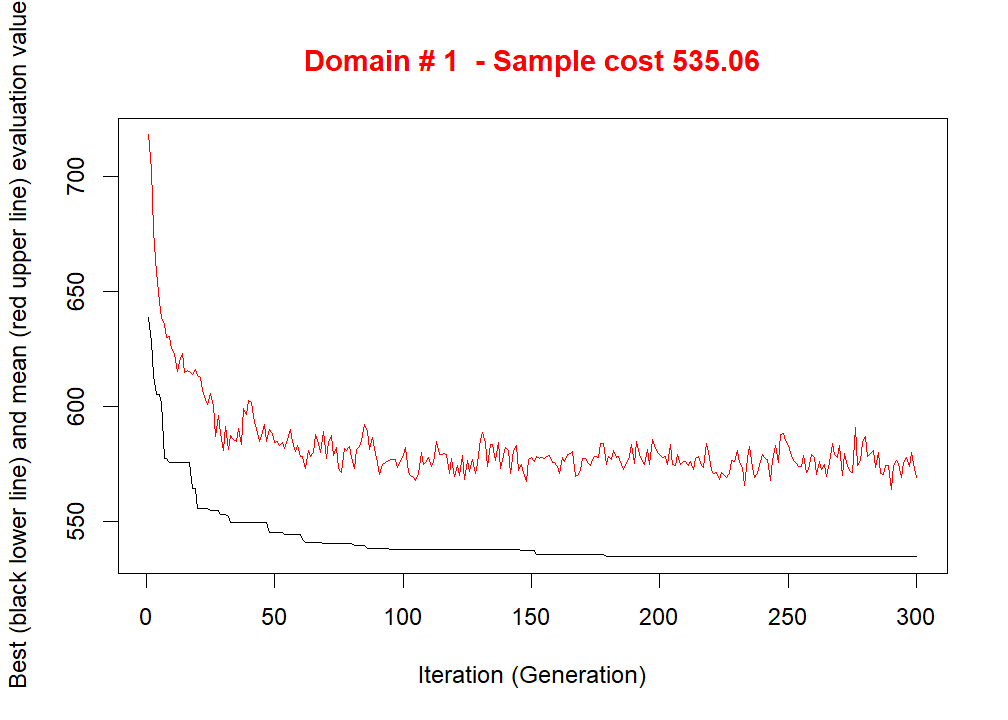 Domain # 1  - Sample cost 535.06
Best (black lower line) and mean (red upper line) evaluation value
700
650
600
550
0 50 100 150 200 250 300
Iteration (Generation)